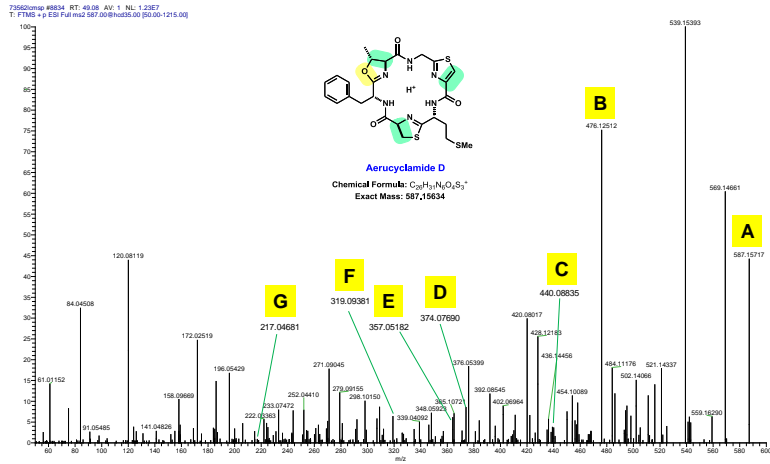 73562lcmsp #8834 RT: 49.08 AV: 1 NL: 1.23E7
T: FTMS + p ESI Full ms2 587.00@hcd35.00 [50.00-1215.00]
100
95
90
85
80
75
70
65
60
55
50
45
40
35
30
25
20
15
10
5
0
539.15393
B
476.12512
569.14661
A
587.15717
O
N
H
S
O
N
N
H⁺
NH
HN
O
O
N
S
SMe
Aerucyclamide D
Chemical Formula: C₂₆H₃₁N₆O₄S₃⁺
Exact Mass: 587,15634
120.08119
84.04508
61.01152
91.05485
141.04826
158.09669
172.02519
196.05429
G
217.04681
222.03363
233.07472
252.04410
271.09045
279.09155
298.10150
F
319.09381
339.04092
348.05923
E
357.05182
365.10721
D
374.07690
376.05399
392.08545
402.06964
420.08017
428.12183
436.14456
C
440.08835
454.10089
484.11176
502.14066
521.14337
559.16290
60 80 100 120 140 160 180 200 220 240 260 280 300 320 340 360 380 400 420 440 460 480 500 520 540 560 580 600
m/z